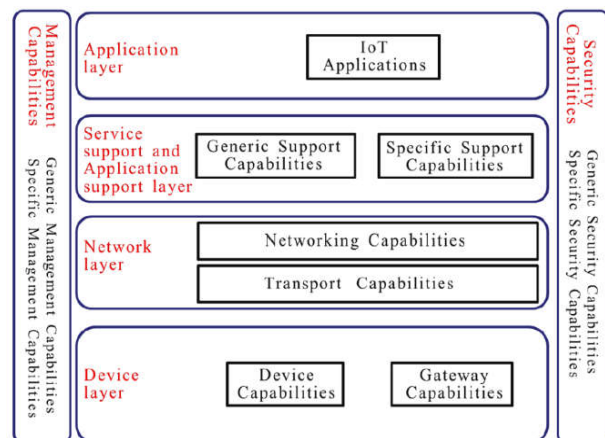 Management
Capabilities
Generic Management Capabilities
Specific Management Capabilities
Application
layer
IoT
Applications
Service
support and
Application
support layer
Generic Support
Capabilities
Specific Support
Capabilities
Network
layer
Networking Capabilities
Transport Capabilities
Device
layer
Device
Capabilities
Gateway
Capabilities
Security
Capabilities
Generic Security Capabilities
Specific Security Capabilities